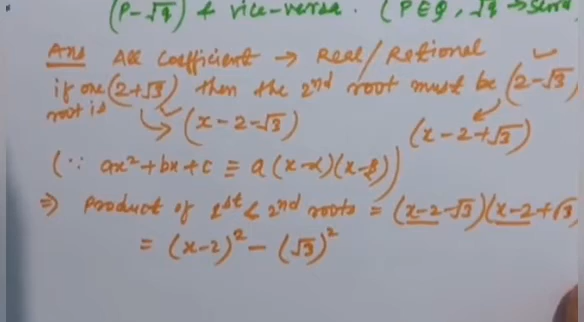 (P-√q) & vice-versa. (P∈Q, √q →
Ans All Coefficient → Real/Rational
if one (2+√3) then the 2nd root must be (2-√3)
root is ↳ (x-2-√3) (x-2+√3)
(∵ ax²+bx+c ≡ a(x-α)(x-β))
⇒ Product of 1st & 2nd roots = (x-2-√3)(x-2+√3
= (x-2)² - (√3)²